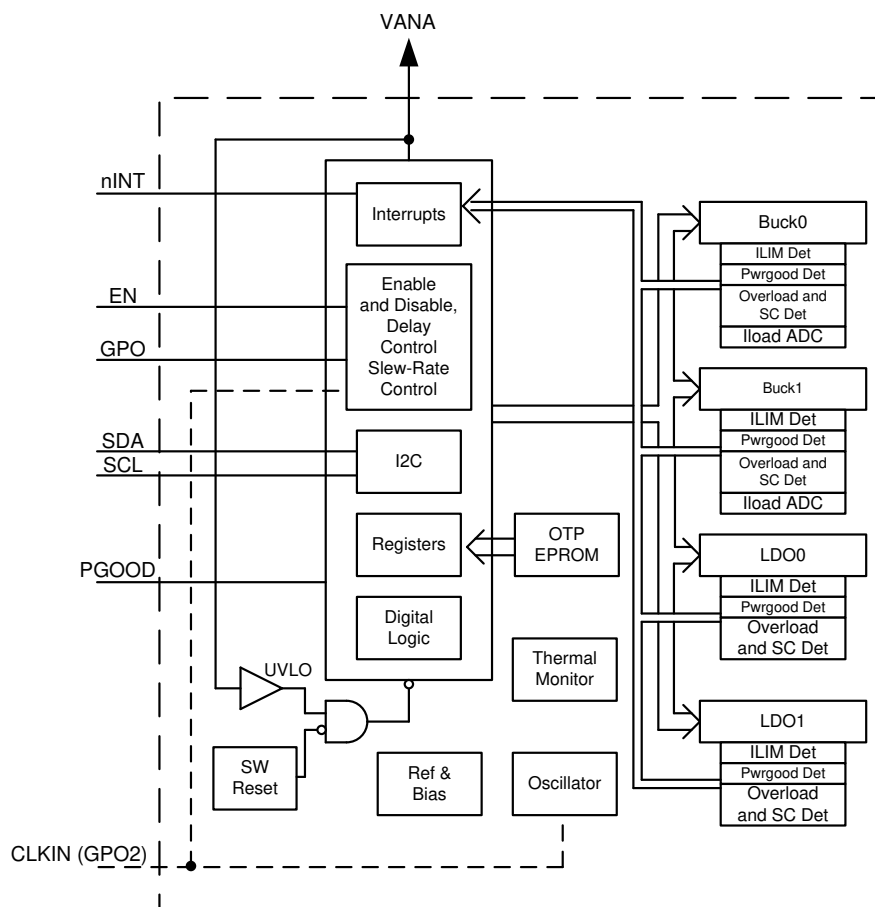 VANA
nINT
Interrupts
EN
GPO
Enable
and Disable,
Delay
Control
Slew-Rate
Control
SDA
SCL
I2C
Registers
OTP
EPROM
PGOOD
Digital
Logic
UVLO
Thermal
Monitor
SW
Reset
Ref &
Bias
Oscillator
CLKIN (GPO2)
Buck0
ILIM Det
Pwrgood Det
Overload and
SC Det
Iload ADC
Buck1
ILIM Det
Pwrgood Det
Overload and
SC Det
Iload ADC
LDO0
ILIM Det
Pwrgood Det
Overload
and SC Det
LDO1
ILIM Det
Pwrgood Det
Overload
and SC Det